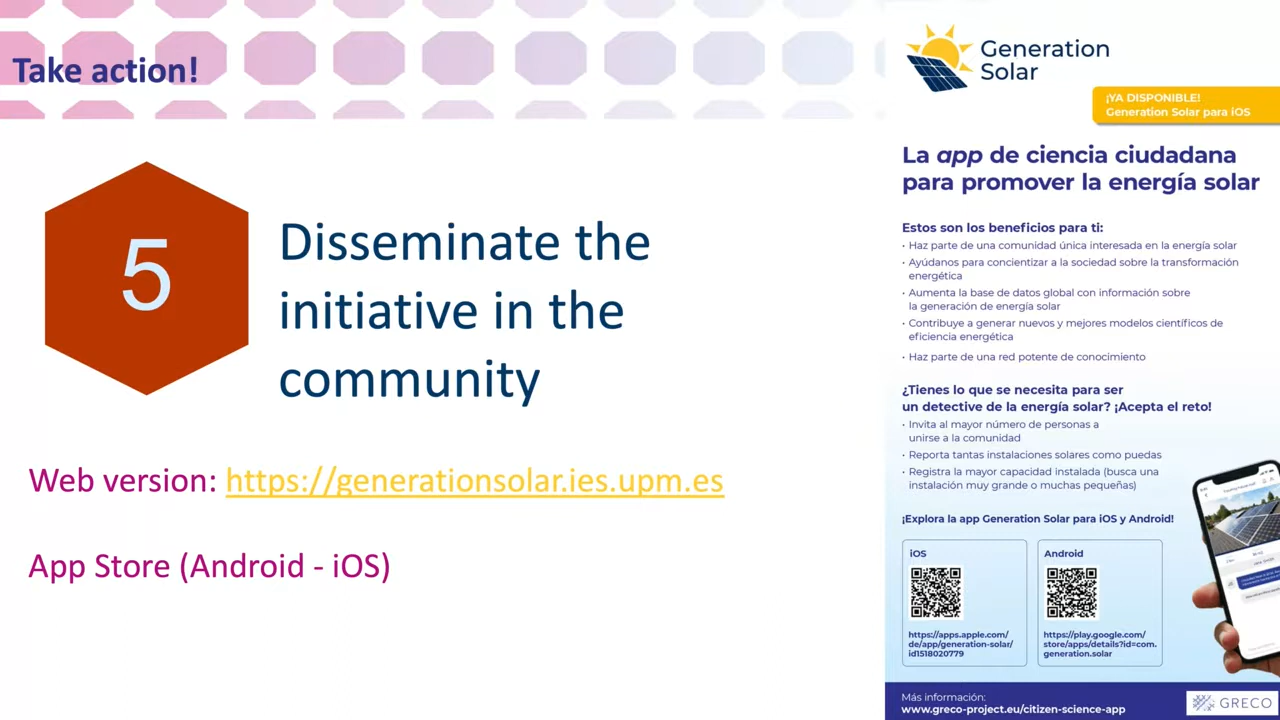 Take action!
5
Disseminate the
initiative in the
community
Web version: https://generationsolar.ies.upm.es
App Store (Android - iOS)
Generation
Solar
¡YA DISPONIBLE!
Generation Solar para iOS
La app de ciencia ciudadana
para promover la energía solar
Estos son los beneficios para ti:
• Haz parte de una comunidad única interesada en la energía solar
• Ayúdanos para concientizar a la sociedad sobre la transformación
energética
• Aumenta la base de datos global con información sobre
la generación de energía solar
• Contribuye a generar nuevos y mejores modelos científicos de
eficiencia energética
• Haz parte de una red potente de conocimiento
¿Tienes lo que se necesita para ser
un detective de la energía solar? ¡Acepta el reto!
• Invita al mayor número de personas a
unirse a la comunidad
• Reporta tantas instalaciones solares como puedas
• Registra la mayor capacidad instalada (busca una
instalación muy grande o muchas pequeñas)
¡Explora la app Generation Solar para iOS y Android!
iOS
https://apps.apple.com/
de/app/generation-solar/
id1518020779
Android
https://play.google.com/
store/apps/details?id=com.
generation.solar
Más información:
www.greco-project.eu/citizen-science-app
GRECO